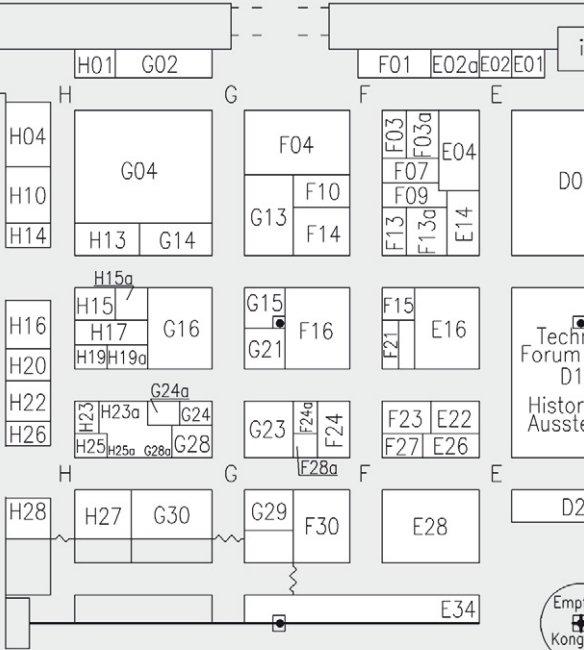 H01 G02 F01 E02a E02 E01 i
H G F E
H04 G04 F04 F03 F03a E04 D0
F07
H10 G13 F10 F09
H14 H13 G14 F14 F13 F13a E14
H15a
H16 H15 G16 G15 F16 F15 E16
H17
H20 H19 H19a G21 F21
Techn
Forum
D1
Histor
Ausste
G24a
H22 H23 H23a G24 G23 F24a F24 F23 E22
H26 H25 H25a G28a G28 F27 E26
F28a
H G F E
H28 H27 G30 G29 F30 E28 D2
E34
Empf
Kong